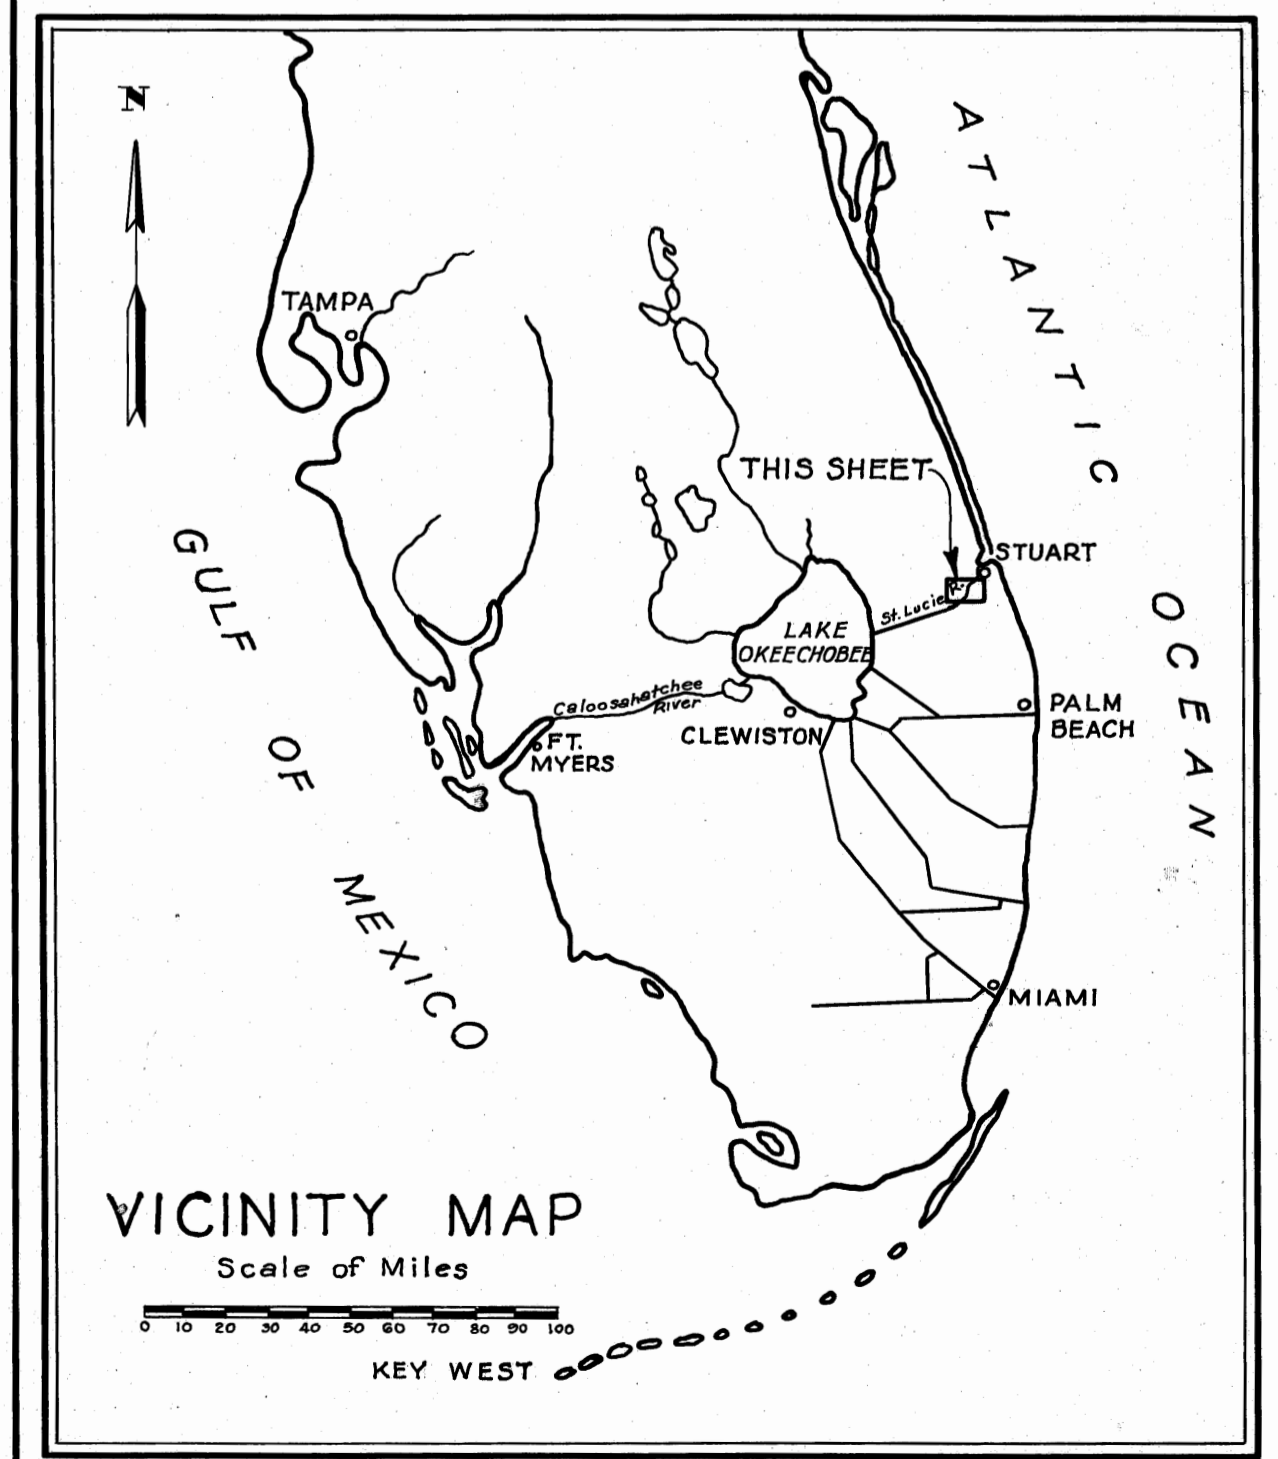 N
ATLANTIC
OCEAN
TAMPA
THIS SHEET
STUART
GULF
OF
MEXICO
St. Lucie R.
LAKE
OKEECHOBEE
Caloosahatchee
River
PALM
BEACH
CLEWISTON
FT.
MYERS
MIAMI
VICINITY MAP
Scale of Miles
0 10 20 30 40 50 60 70 80 90 100
KEY WEST